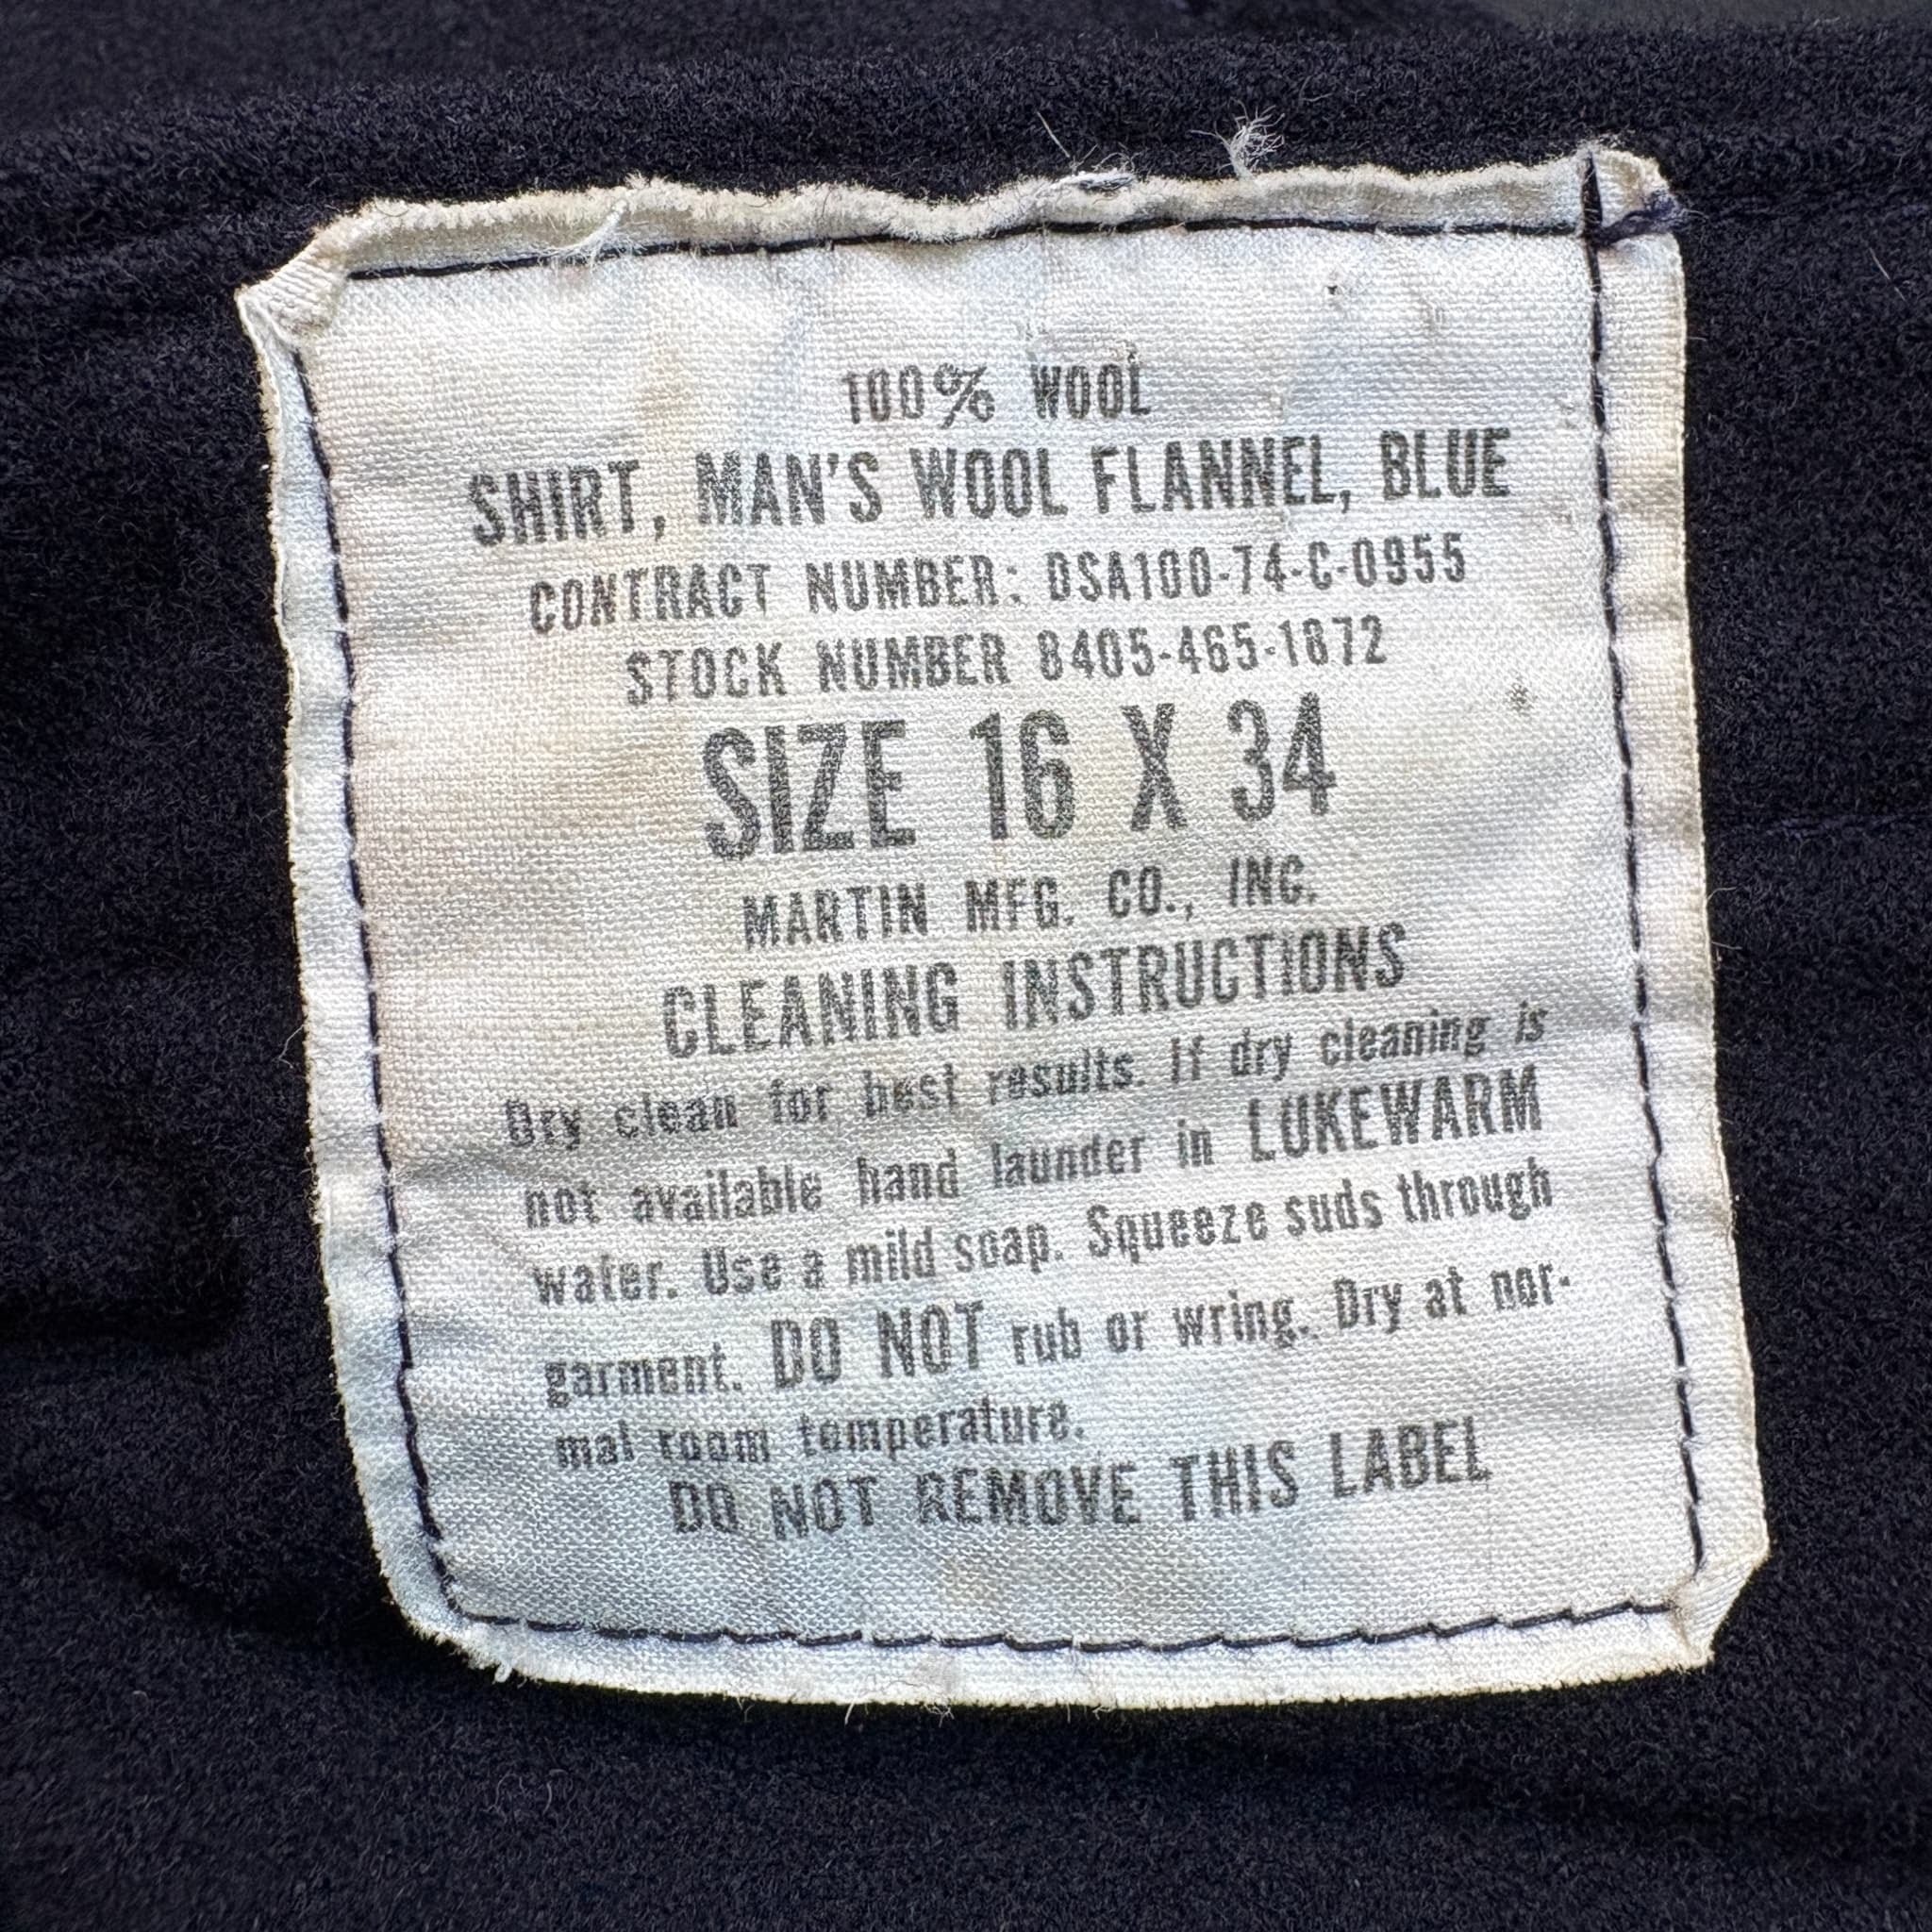 100% WOOL
SHIRT, MAN'S WOOL FLANNEL, BLUE
CONTRACT NUMBER: DSA100-74-C-0955
STOCK NUMBER 8405-465-1872
SIZE 16 X 34
MARTIN MFG. CO., INC.
CLEANING INSTRUCTIONS
Dry clean for best results. If dry cleaning is
not available hand launder in LUKEWARM
water. Use a mild soap. Squeeze suds through
garment. DO NOT rub or wring. Dry at nor-
mal room temperature.
DO NOT REMOVE THIS LABEL